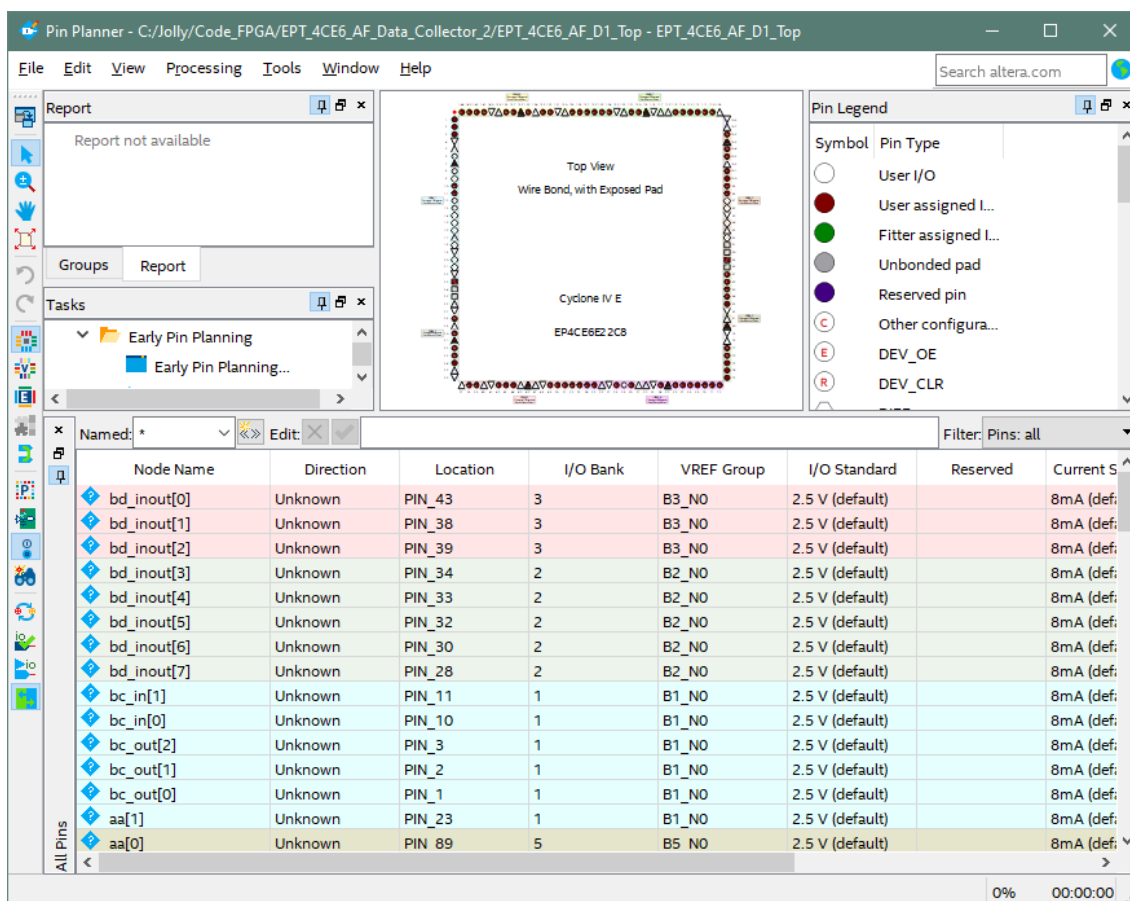 Pin Planner - C:/Jolly/Code_FPGA/EPT_4CE6_AF_Data_Collector_2/EPT_4CE6_AF_D1_Top - EPT_4CE6_AF_D1_Top
File Edit View Processing Tools Window Help
Search altera.com
Report
Report not available
Groups Report
Tasks
Early Pin Planning
Early Pin Planning...
Top View
Wire Bond, with Exposed Pad
Cyclone IV E
EP4CE6E22C8
Pin Legend
Symbol Pin Type
User I/O
User assigned I...
Fitter assigned I...
Unbonded pad
Reserved pin
C Other configura...
E DEV_OE
R DEV_CLR
Named: * Edit: Filter: Pins: all
Node Name Direction Location I/O Bank VREF Group I/O Standard Reserved Current S
bd_inout[0] Unknown PIN_43 3 B3_N0 2.5 V (default) 8mA (def
bd_inout[1] Unknown PIN_38 3 B3_N0 2.5 V (default) 8mA (def
bd_inout[2] Unknown PIN_39 3 B3_N0 2.5 V (default) 8mA (def
bd_inout[3] Unknown PIN_34 2 B2_N0 2.5 V (default) 8mA (def
bd_inout[4] Unknown PIN_33 2 B2_N0 2.5 V (default) 8mA (def
bd_inout[5] Unknown PIN_32 2 B2_N0 2.5 V (default) 8mA (def
bd_inout[6] Unknown PIN_30 2 B2_N0 2.5 V (default) 8mA (def
bd_inout[7] Unknown PIN_28 2 B2_N0 2.5 V (default) 8mA (def
bc_in[1] Unknown PIN_11 1 B1_N0 2.5 V (default) 8mA (def
bc_in[0] Unknown PIN_10 1 B1_N0 2.5 V (default) 8mA (def
bc_out[2] Unknown PIN_3 1 B1_N0 2.5 V (default) 8mA (def
bc_out[1] Unknown PIN_2 1 B1_N0 2.5 V (default) 8mA (def
bc_out[0] Unknown PIN_1 1 B1_N0 2.5 V (default) 8mA (def
aa[1] Unknown PIN_23 1 B1_N0 2.5 V (default) 8mA (def
aa[0] Unknown PIN_89 5 B5_N0 2.5 V (default) 8mA (def
All Pins
0% 00:00:00